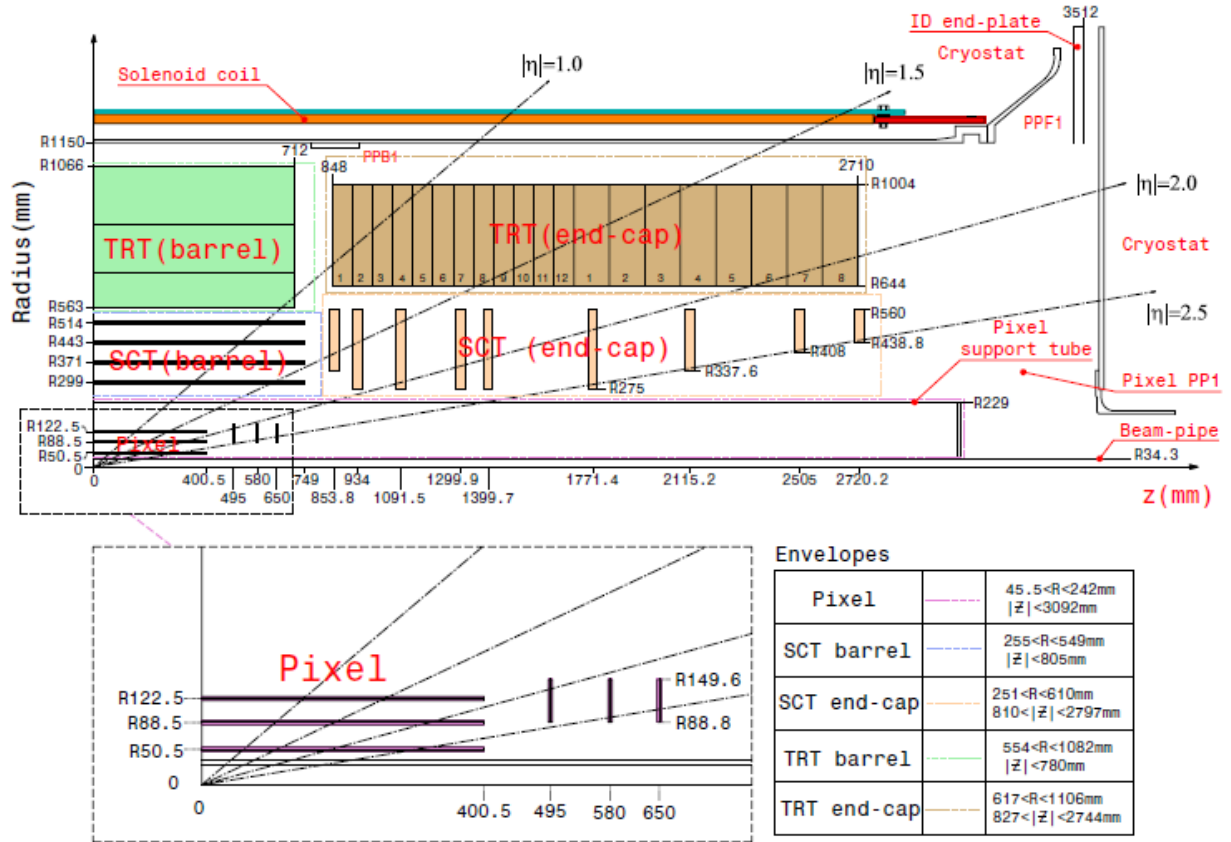 ID end-plate
3512
Cryostat
|η|=1.0
|η|=1.5
Solenoid coil
PPF1
R1150
R1066
712
PPB1
848
2710
R1004
|η|=2.0
Radius(mm)
TRT(barrel)
TRT(end-cap)
Cryostat
1 2 3 4 5 6 7 8 9 10 11 12 1 2 3 4 5 6 7 8
R644
|η|=2.5
R563
R514
R443
R371
R299
SCT(barrel)
SCT (end-cap)
R560
R438.8
R408
R337.6
R275
Pixel
support tube
Pixel PP1
R229
R122.5
R88.5
R50.5
0
Pixel
Beam-pipe
R34.3
0
400.5
495
580
650
749
853.8
934
1091.5
1299.9
1399.7
1771.4
2115.2
2505
2720.2
z(mm)
Pixel
R122.5
R88.5
R50.5
0
R149.6
R88.8
0
400.5
495
580
650
Envelopes
Pixel
45.5<R<242mm
|Z|<3092mm
SCT barrel
255<R<549mm
|Z|<805mm
SCT end-cap
251<R<610mm
810<|Z|<2797mm
TRT barrel
554<R<1082mm
|Z|<780mm
TRT end-cap
617<R<1106mm
827<|Z|<2744mm